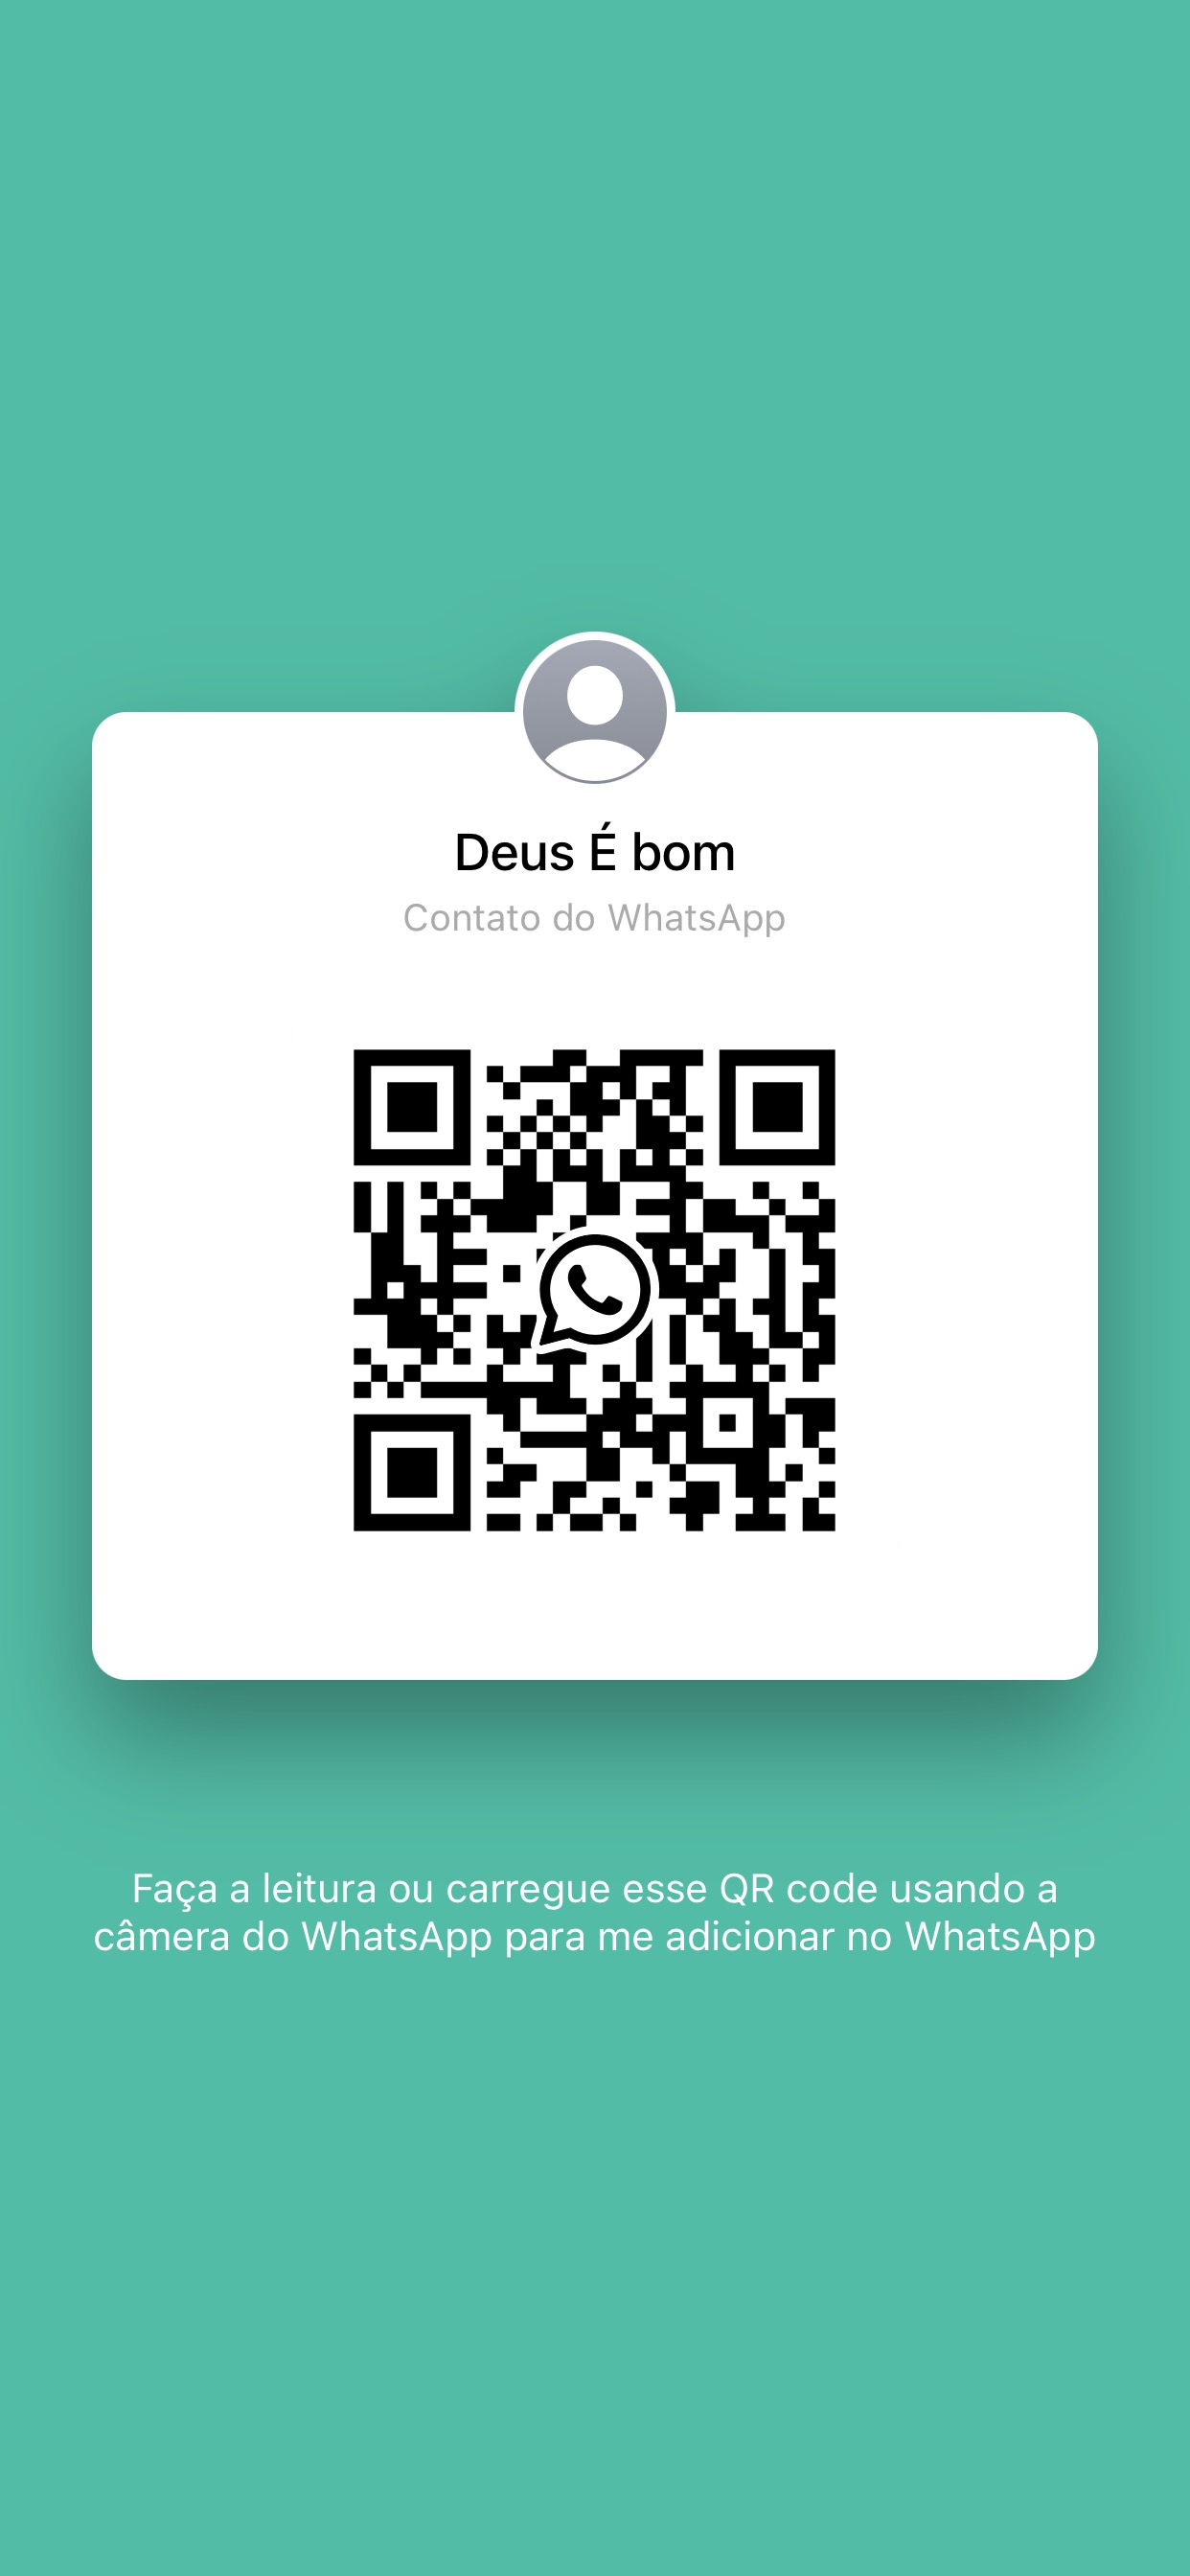 Deus É bom
Contato do WhatsApp
Faça a leitura ou carregue esse QR code usando a
câmera do WhatsApp para me adicionar no WhatsApp